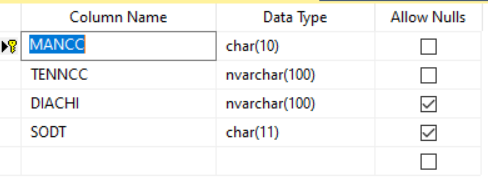 Column Name Data Type Allow Nulls
MANCC char(10)
TENNCC nvarchar(100)
DIACHI nvarchar(100)
SODT char(11)